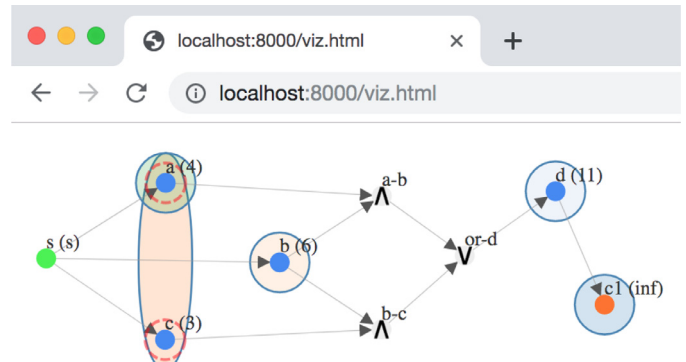 localhost:8000/viz.html
localhost:8000/viz.html
a (4)
a-b
d (11)
s (s)
b (6)
or-d
c1 (inf)
c (3)
b-c